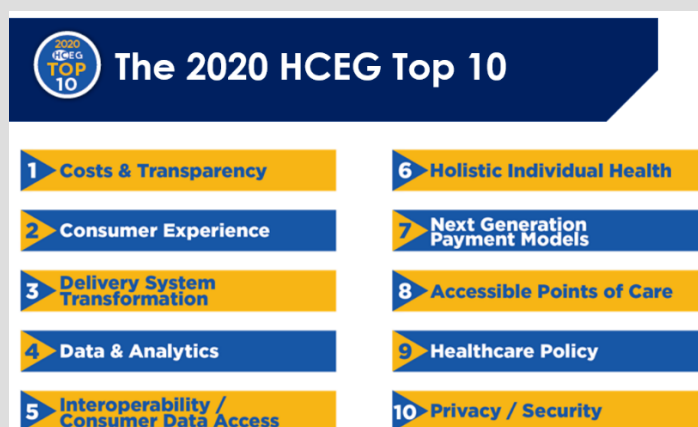 2020
HCEG
TOP
10
The 2020 HCEG Top 10
1 Costs & Transparency
2 Consumer Experience
3 Delivery System
Transformation
4 Data & Analytics
5 Interoperability /
Consumer Data Access
6 Holistic Individual Health
7 Next Generation
Payment Models
8 Accessible Points of Care
9 Healthcare Policy
10 Privacy / Security